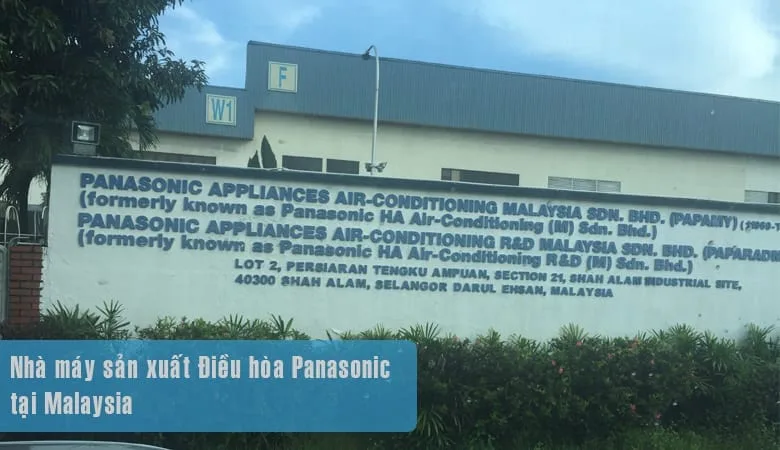 F
W1
PANASONIC APPLIANCES AIR-CONDITIONING MALAYSIA SDN. BHD. (PAPAMY)
(formerly known as Panasonic HA Air-Conditioning (M) Sdn. Bhd.)
PANASONIC APPLIANCES AIR-CONDITIONING R&D MALAYSIA SDN. BHD. (PAPARADM
(formerly known as Panasonic HA Air-Conditioning R&D (M) Sdn. Bhd.)
LOT 2, PERSIARAN TENGKU AMPUAN, SECTION 21, SHAH ALAM INDUSTRIAL SITE,
40300 SHAH ALAM, SELANGOR DARUL EHSAN, MALAYSIA
Nhà máy sản xuất Điều hòa Panasonic
tại Malaysia